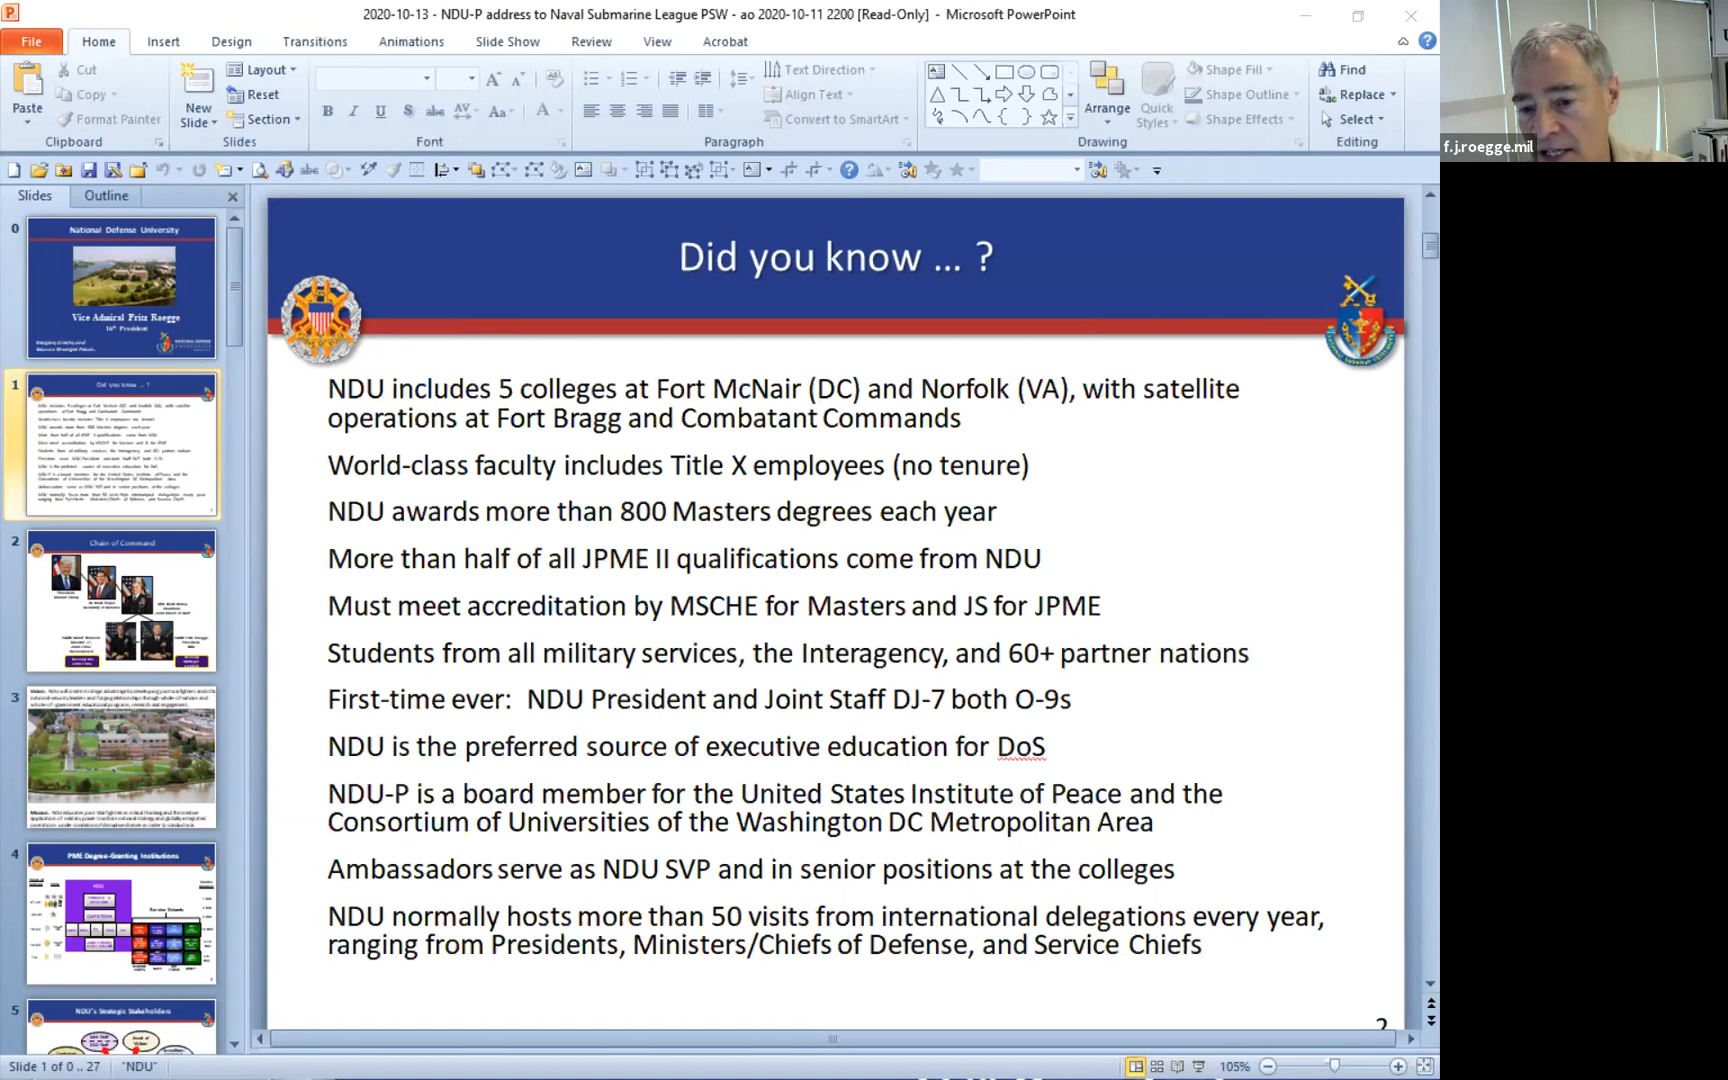 2020-10-13 - NDU-P address to Naval Submarine League PSW - ao 2020-10-11 2200 [Read-Only] - Microsoft PowerPoint
File Home Insert Design Transitions Animations Slide Show Review View Acrobat
Cut
Copy
Format Painter
Paste
Clipboard
New
Slide
Layout
Reset
Section
Slides
Font
Text Direction
Align Text
Convert to SmartArt
Paragraph
Arrange
Quick
Styles
Shape Fill
Shape Outline
Shape Effects
Drawing
Find
Replace
Select
Editing
f.j.roegge.mil
Slides Outline
0
National Defense University
Vice Admiral Fritz Roegge
16th President
1
Did you know ... ?
2
Chain of Command
3
4
PME Degree-Granting Institutions
NDU
5
NDU's Strategic Stakeholders
Did you know ... ?
NDU includes 5 colleges at Fort McNair (DC) and Norfolk (VA), with satellite
operations at Fort Bragg and Combatant Commands
World-class faculty includes Title X employees (no tenure)
NDU awards more than 800 Masters degrees each year
More than half of all JPME II qualifications come from NDU
Must meet accreditation by MSCHE for Masters and JS for JPME
Students from all military services, the Interagency, and 60+ partner nations
First-time ever: NDU President and Joint Staff DJ-7 both O-9s
NDU is the preferred source of executive education for DoS
NDU-P is a board member for the United States Institute of Peace and the
Consortium of Universities of the Washington DC Metropolitan Area
Ambassadors serve as NDU SVP and in senior positions at the colleges
NDU normally hosts more than 50 visits from international delegations every year,
ranging from Presidents, Ministers/Chiefs of Defense, and Service Chiefs
2
Slide 1 of 0 .. 27 "NDU" 105%